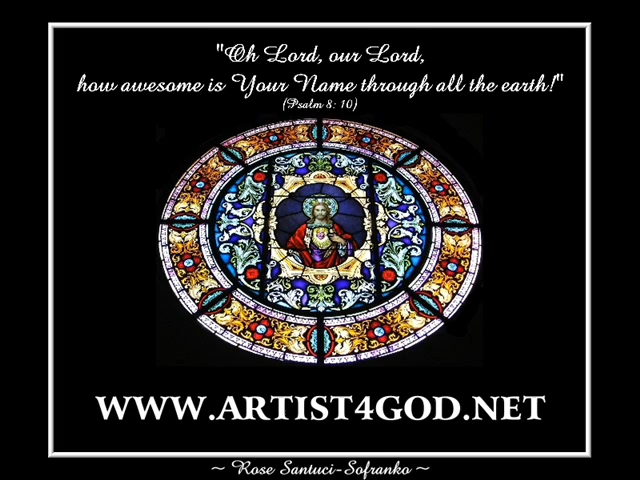 "Oh Lord, our Lord,
how awesome is Your Name through all the earth!"
(Psalm 8: 10)
WWW.ARTIST4GOD.NET
~ Rose Santuci-Sofranko ~